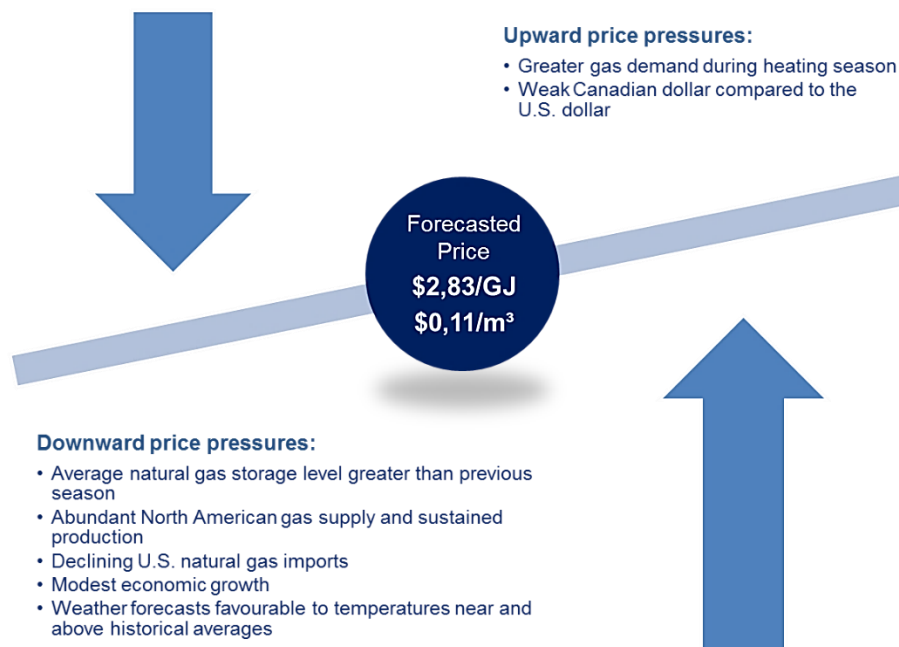 Upward price pressures:
• Greater gas demand during heating season
• Weak Canadian dollar compared to the
U.S. dollar
Forecasted
Price
$2,83/GJ
$0,11/m³
Downward price pressures:
• Average natural gas storage level greater than previous
season
• Abundant North American gas supply and sustained
production
• Declining U.S. natural gas imports
• Modest economic growth
• Weather forecasts favourable to temperatures near and
above historical averages